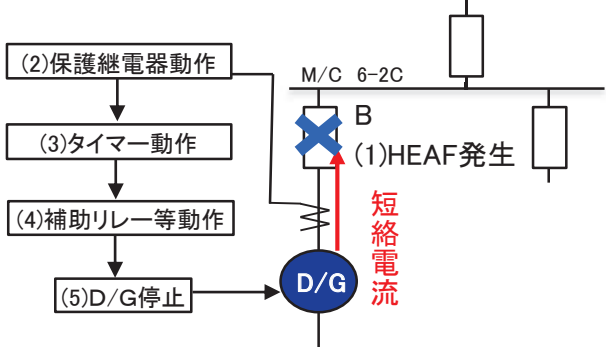 (2)保護継電器動作
M/C 6-2C
B
(3)タイマー動作
(1)HEAF発生
(4)補助リレー等動作
短絡電流
(5)D/G停止
D/G